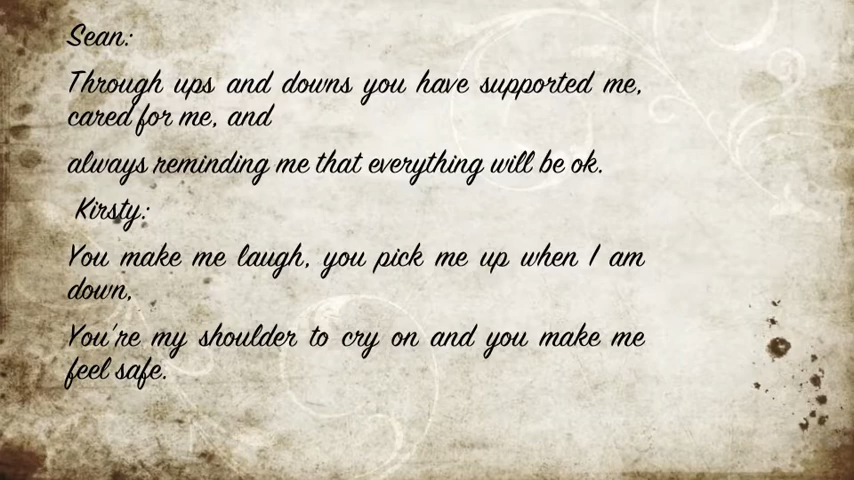 Sean:
Through ups and downs you have supported me,
cared for me, and
always reminding me that everything will be ok.
Kirsty:
You make me laugh, you pick me up when I am
down,
You're my shoulder to cry on and you make me
feel safe.